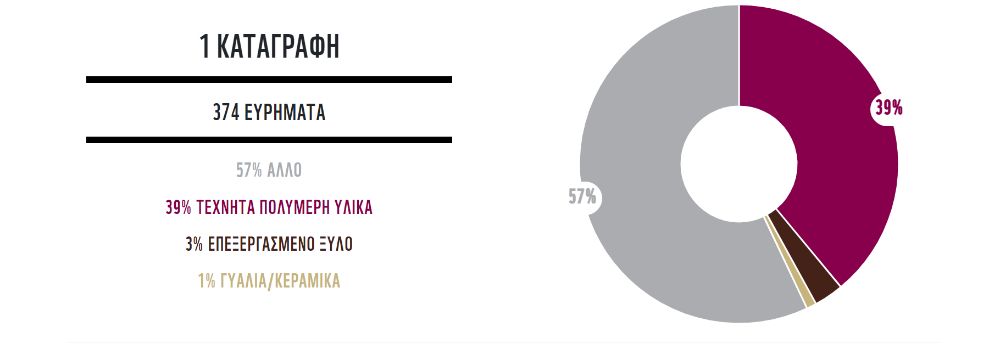 1 ΚΑΤΑΓΡΑΦΗ
374 ΕΥΡΗΜΑΤΑ
57% ΑΛΛΟ
39% ΤΕΧΝΗΤΑ ΠΟΛΥΜΕΡΗ ΥΛΙΚΑ
3% ΕΠΕΞΕΡΓΑΣΜΕΝΟ ΞΥΛΟ
1% ΓΥΑΛΙΑ/ΚΕΡΑΜΙΚΑ
39%
57%